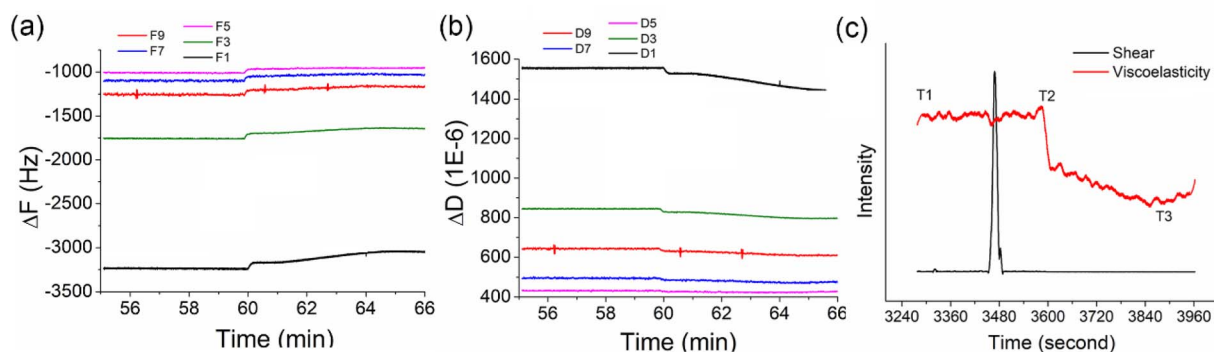 (a)
F5
F9
F3
F7
F1
ΔF (Hz)
-1000
-1500
-2000
-2500
-3000
-3500
56 58 60 62 64 66
Time (min)
(b)
D5
D9
D3
D7
D1
ΔD (1E-6)
1600
1400
1200
1000
800
600
400
56 58 60 62 64 66
Time (min)
(c)
Shear
Viscoelasticity
T1
T2
T3
Intensity
3240 3360 3480 3600 3720 3840 3960
Time (second)